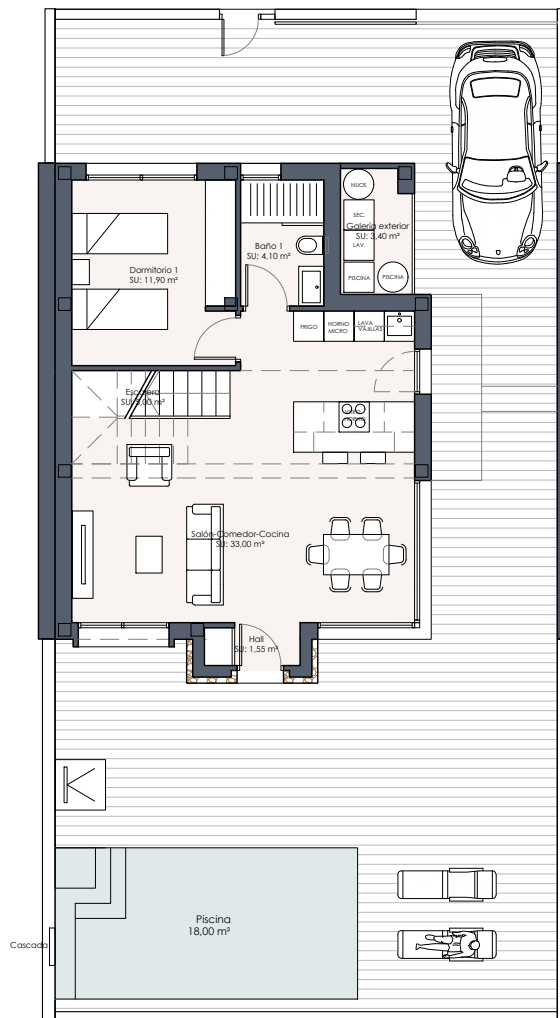 NUOS
SEC.
Galería exterior
SU: 3,40 m²
LAV.
PISCINA
PISCINA
Baño 1
SU: 4,10 m²
Dormitorio 1
SU: 11,90 m²
FRIGO
HORNO
MICRO
LAVA
VAJILLAS
Escalera
Salón-Comedor-Cocina
SU: 33,00 m²
Hall
SU: 1,55 m²
Piscina
18,00 m²
Cascada